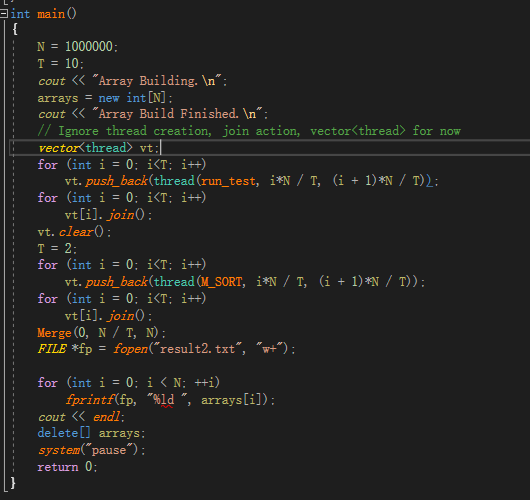 int main()
{
N = 1000000;
T = 10;
cout << "Array Building.\n";
arrays = new int[N];
cout << "Array Build Finished.\n";
// Ignore thread creation, join action, vector<thread> for now
vector<thread> vt;
for (int i = 0; i<T; i++)
vt.push_back(thread(run_test, i*N / T, (i + 1)*N / T));
for (int i = 0; i<T; i++)
vt[i].join();
vt.clear();
T = 2;
for (int i = 0; i<T; i++)
vt.push_back(thread(M_SORT, i*N / T, (i + 1)*N / T));
for (int i = 0; i<T; i++)
vt[i].join();
Merge(0, N / T, N);
FILE *fp = fopen("result2.txt", "w+");
for (int i = 0; i < N; ++i)
fprintf(fp, "%ld ", arrays[i]);
cout << endl;
delete[] arrays;
system("pause");
return 0;
}